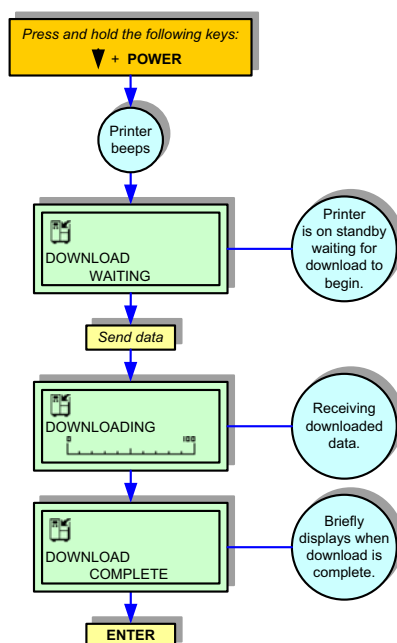 Press and hold the following keys:
+ POWER
Printer
beeps
DOWNLOAD
WAITING
Printer
is on standby
waiting for
download to
begin.
Send data
DOWNLOADING
0 100
Receiving
downloaded
data.
DOWNLOAD
COMPLETE
Briefly
displays when
download is
complete.
ENTER